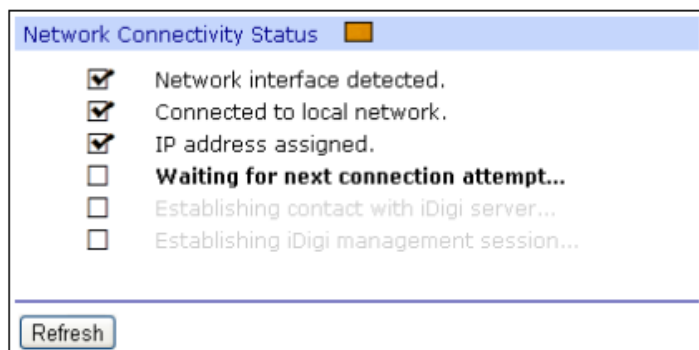 Network Connectivity Status
Network interface detected.
Connected to local network.
IP address assigned.
Waiting for next connection attempt...
Establishing contact with iDigi server...
Establishing iDigi management session...
Refresh